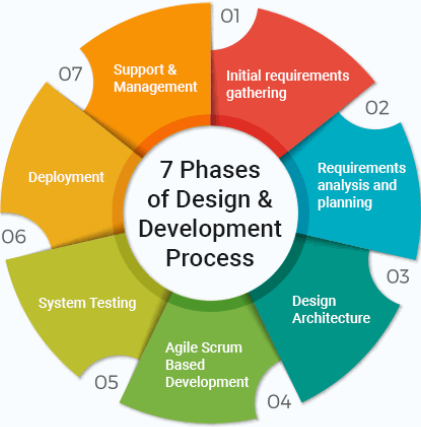 7 Phases
of Design &
Development
Process
01
Initial requirements
gathering
02
Requirements
analysis and
planning
03
Design
Architecture
04
Agile Scrum
Based
Development
05
System Testing
06
Deployment
07
Support &
Management